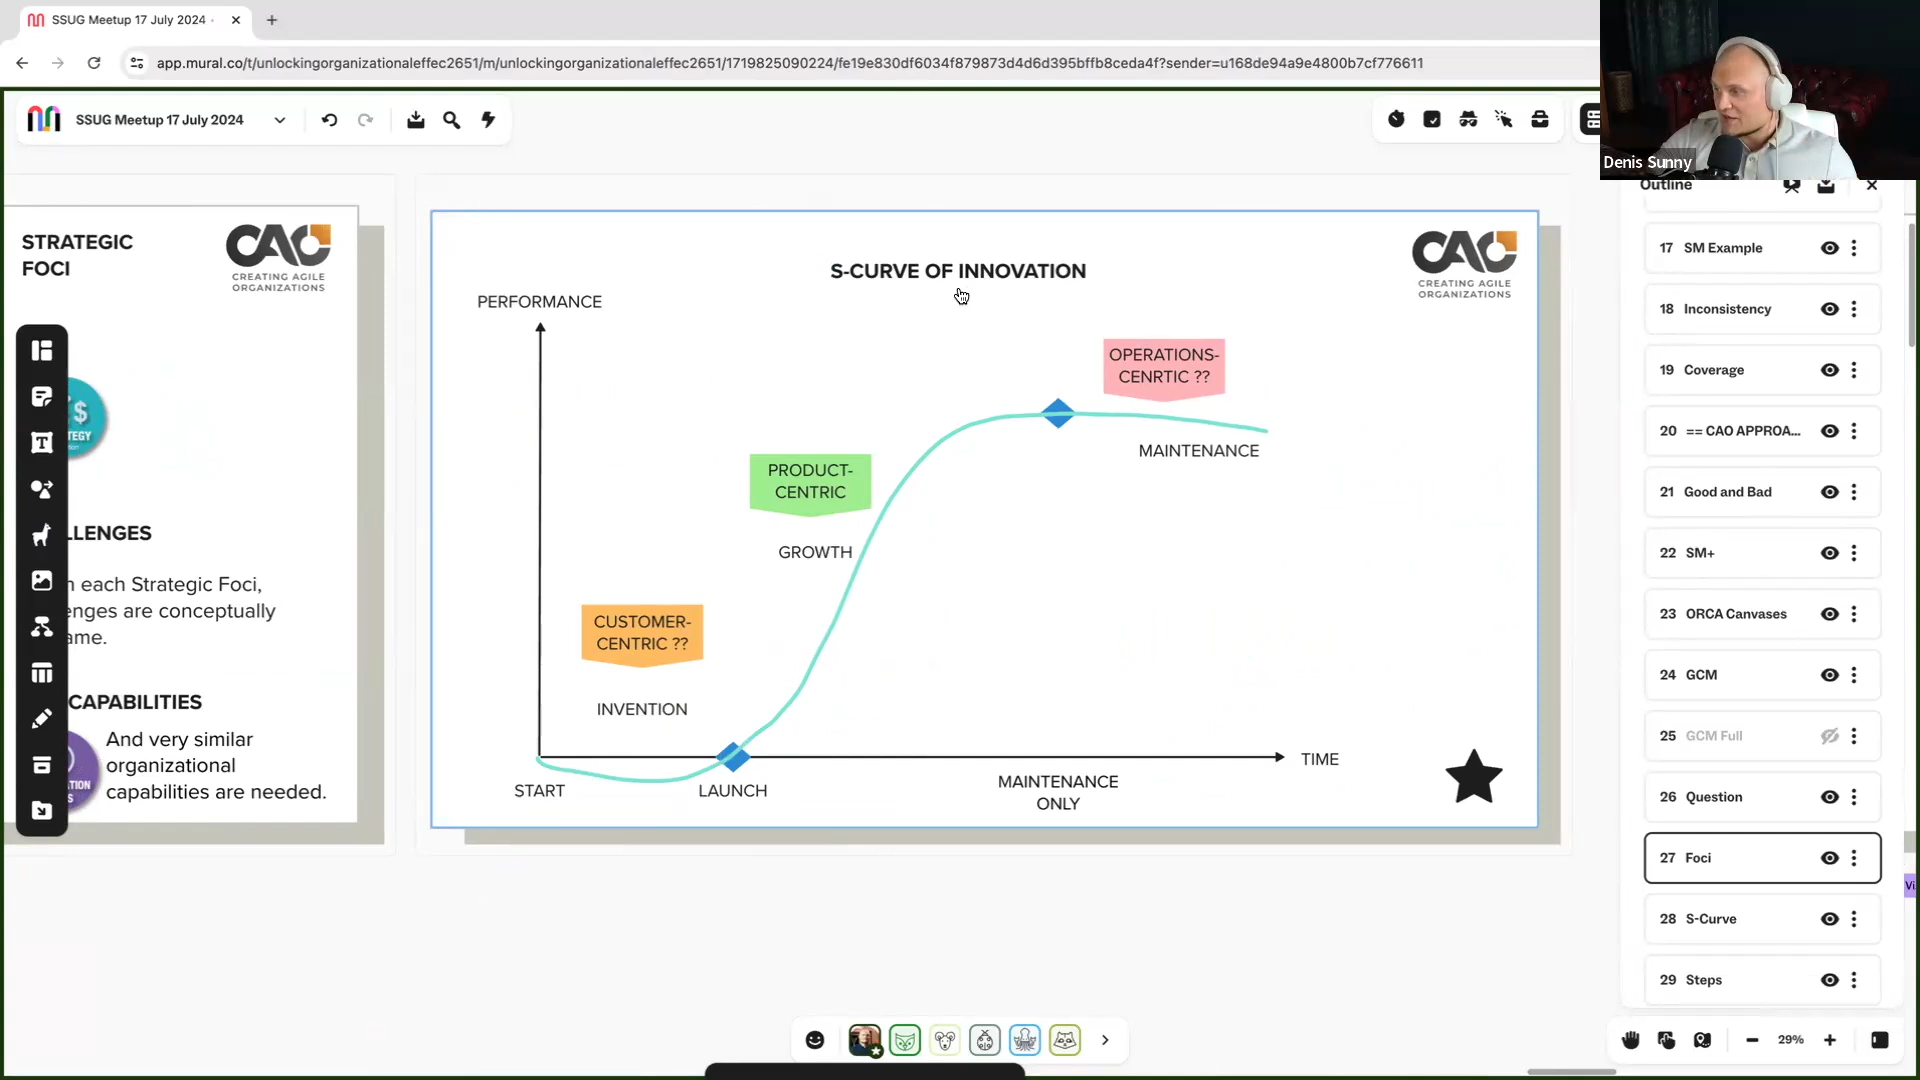 SSUG Meetup 17 July 2024
app.mural.co/t/unlockingorganizationaleffec2651/m/unlockingorganizationaleffec2651/1719825090224/fe19e830df6034f879873d4d6d395bffb8ceda4f?sender=u168de94a9e4800b7cf776611
SSUG Meetup 17 July 2024
Denis Sunny
STRATEGIC
FOCI
CAO
CREATING AGILE
ORGANIZATIONS
$
TEGY
LLENGES
n each Strategic Foci,
enges are conceptually
ame.
CAPABILITIES
And very similar
organizational
capabilities are needed.
S-CURVE OF INNOVATION
CAO
CREATING AGILE
ORGANIZATIONS
PERFORMANCE
OPERATIONS-
CENRTIC ??
MAINTENANCE
PRODUCT-
CENTRIC
GROWTH
CUSTOMER-
CENTRIC ??
INVENTION
START
LAUNCH
MAINTENANCE
ONLY
TIME
Outline
17 SM Example
18 Inconsistency
19 Coverage
20 == CAO APPROA...
21 Good and Bad
22 SM+
23 ORCA Canvases
24 GCM
25 GCM Full
26 Question
27 Foci
28 S-Curve
29 Steps
29%